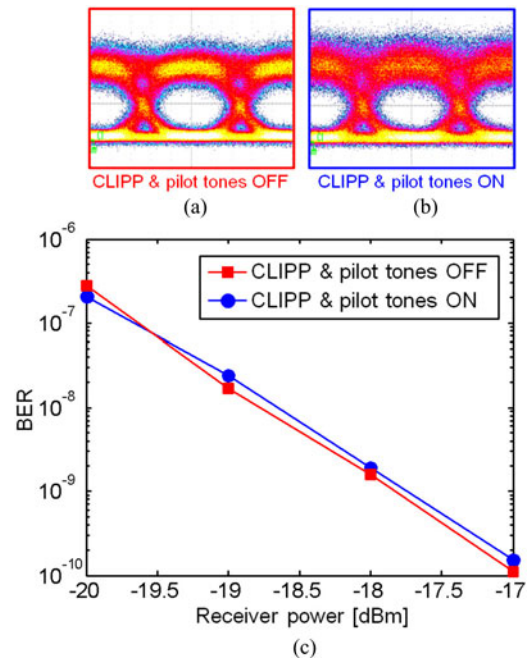 CLIPP & pilot tones OFF
CLIPP & pilot tones ON
(a)
(b)
CLIPP & pilot tones OFF
CLIPP & pilot tones ON
10-6
10-7
10-8
10-9
10-10
BER
-20 -19.5 -19 -18.5 -18 -17.5 -17
Receiver power [dBm]
(c)